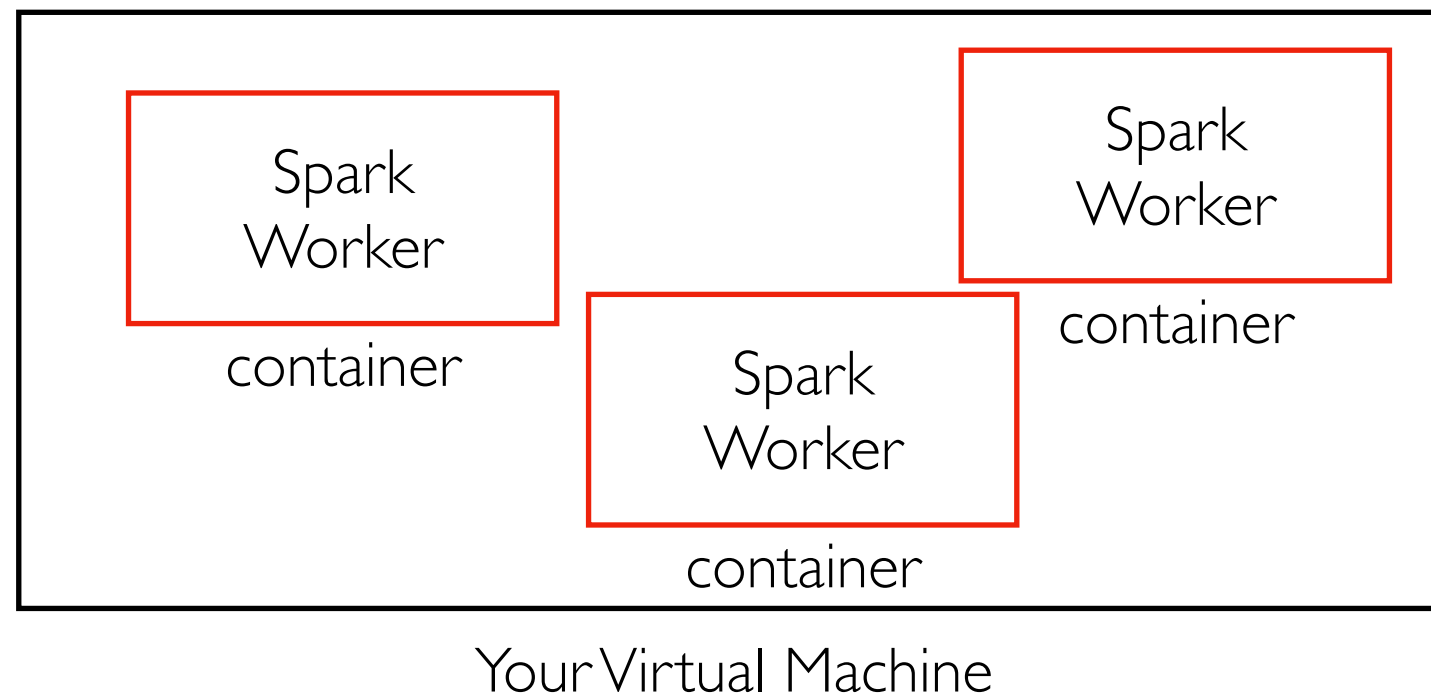 Spark
Worker
container
Spark
Worker
container
Spark
Worker
container
Your Virtual Machine